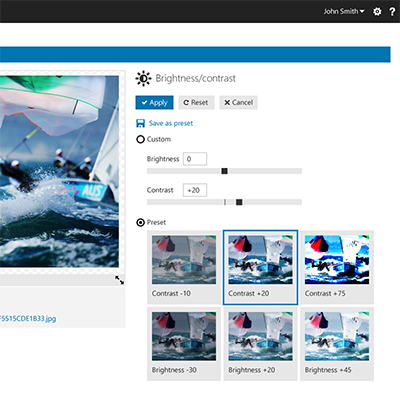 John Smith
?
Brightness/contrast
Apply
Reset
Cancel
Save as preset
Custom
Brightness
0
Contrast
+20
Preset
Contrast -10
Contrast +20
Contrast +75
Brightness -30
Brightness +20
Brightness +45
AUS
F5515CDE1B33.jpg